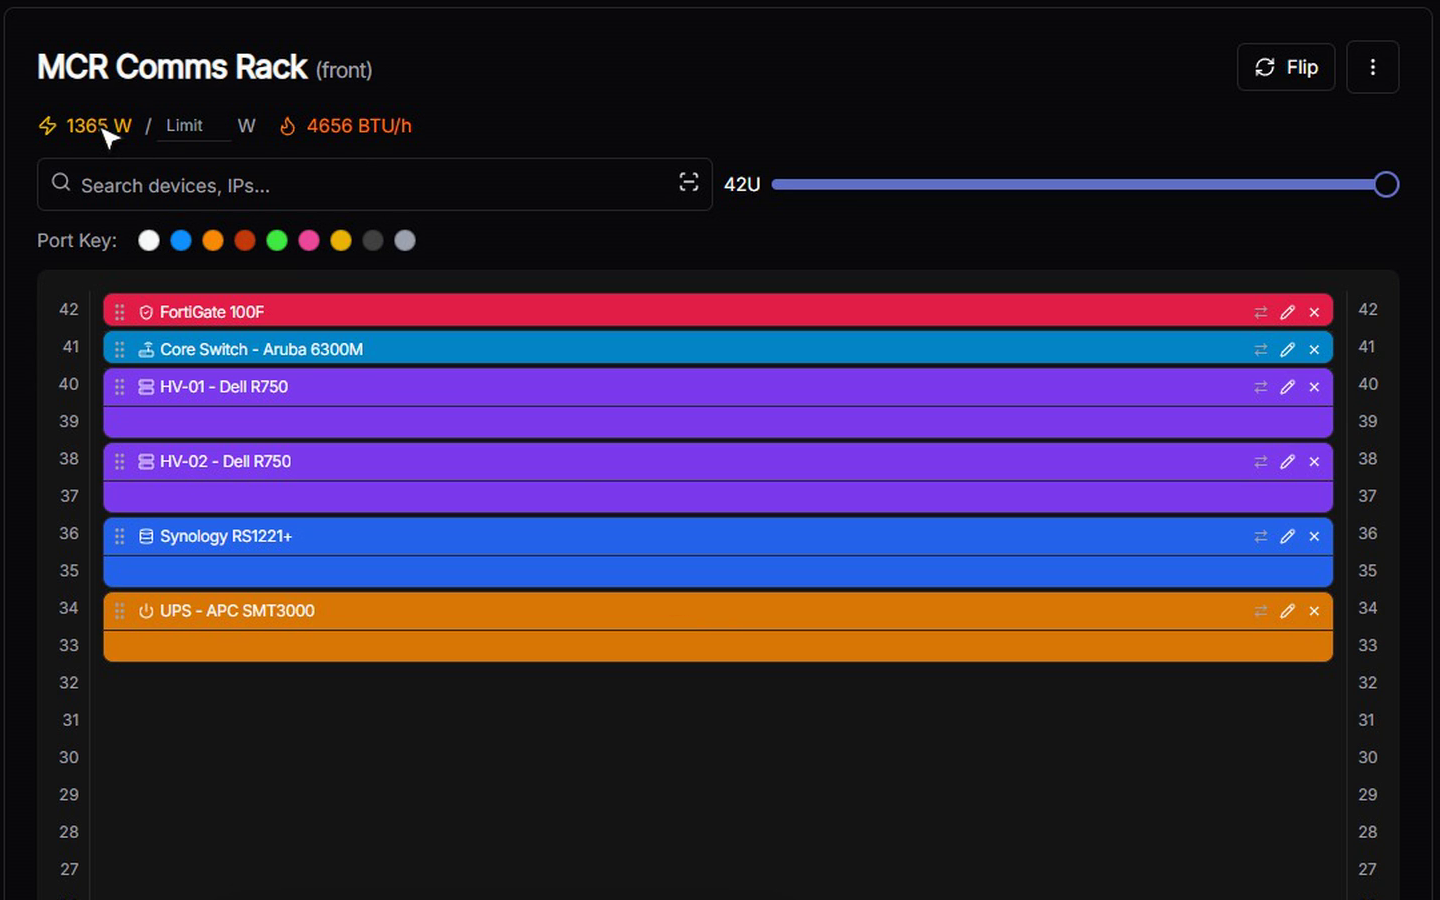 MCR Comms Rack (front)
Flip
1365 W / Limit W 4656 BTU/h
Search devices, IPs...
42U
Port Key:
42 FortiGate 100F 42
41 Core Switch - Aruba 6300M 41
40 HV-01 - Dell R750 40
39 39
38 HV-02 - Dell R750 38
37 37
36 Synology RS1221+ 36
35 35
34 UPS - APC SMT3000 34
33 33
32 32
31 31
30 30
29 29
28 28
27 27